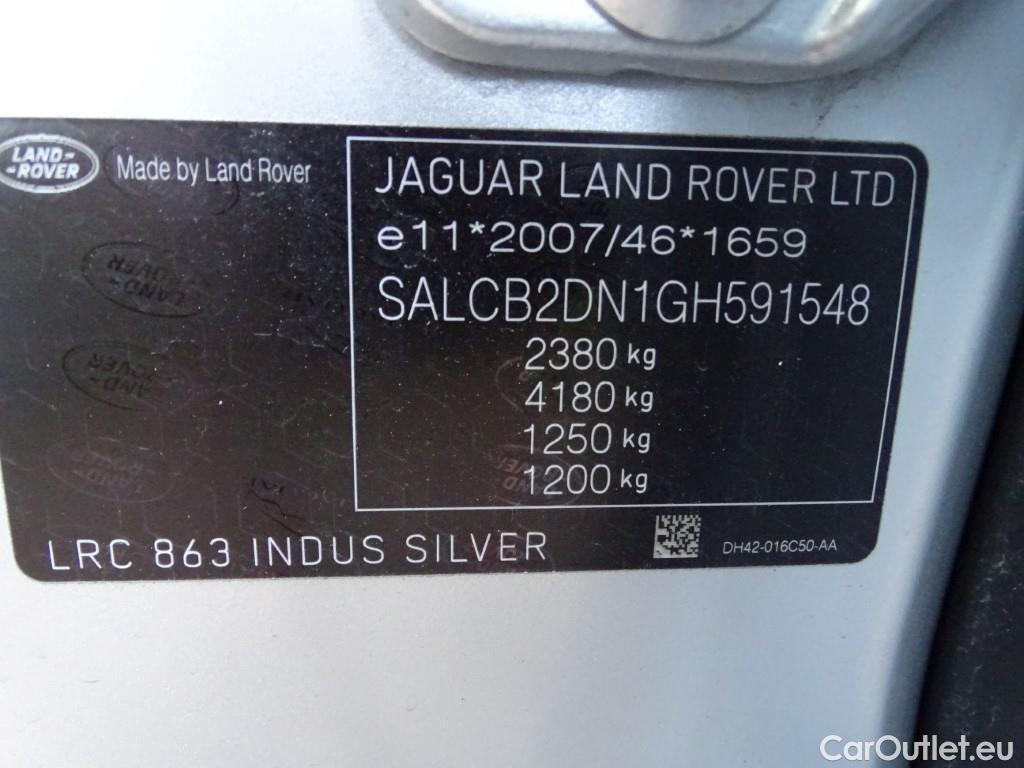 LAND-
-ROVER
Made by Land Rover
JAGUAR LAND ROVER LTD
e11*2007/46*1659
SALCB2DN1GH591548
2380 kg
4180 kg
1250 kg
1200 kg
LRC 863 INDUS SILVER
DH42-016C50-AA
CarOutlet.eu